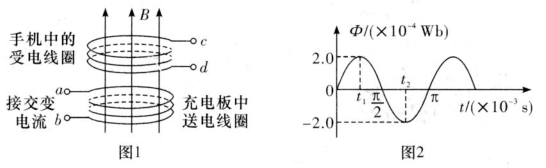 B
手机中的
受电线圈
c
d
a
接交变
电流 b
充电板中
送电线圈
图1
Φ/(×10⁻⁴ Wb)
2.0
0
-2.0
t₁
π/2
t₂
π
t/(×10⁻³ s)
图2